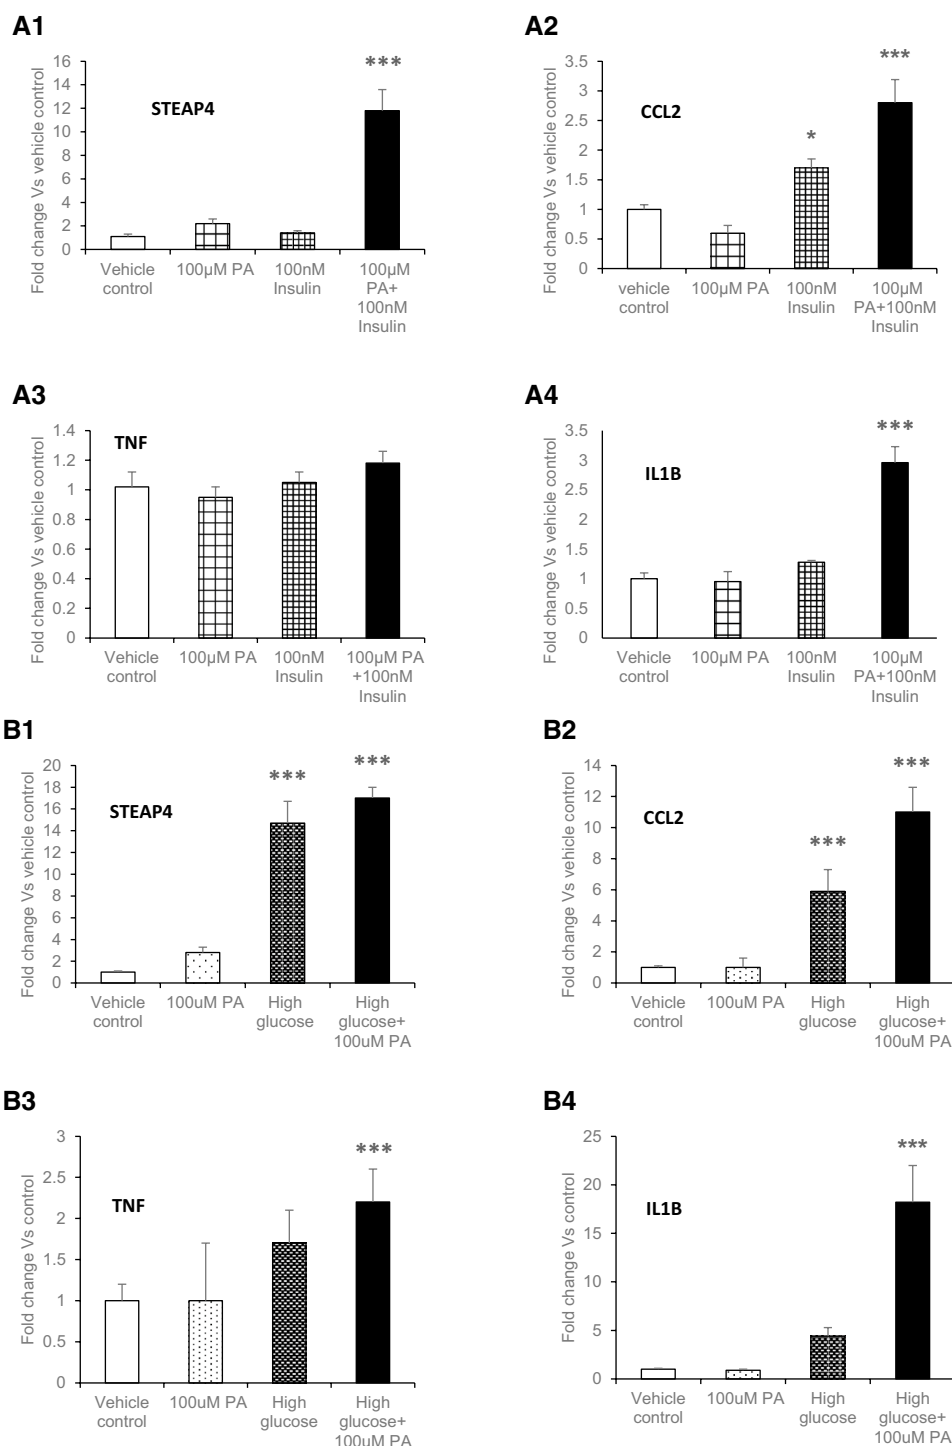 A1
Fold change Vs vehicle control
16
14
12
10
8
6
4
2
0
STEAP4
***
Vehicle
control
100µM PA
100nM
Insulin
100µM
PA+
100nM
Insulin
A2
Fold change Vs vehicle control
3.5
3
2.5
2
1.5
1
0.5
0
CCL2
*
***
vehicle
control
100µM PA
100nM
Insulin
100µM
PA+100nM
Insulin
A3
Fold change Vs vehicle control
1.4
1.2
1
0.8
0.6
0.4
0.2
0
TNF
Vehicle
control
100µM PA
100nM
Insulin
100µM PA
+100nM
Insulin
A4
Fold change Vs vehicle control
3.5
3
2.5
2
1.5
1
0.5
0
IL1B
***
Vehicle
control
100µM PA
100nM
Insulin
100µM
PA+100nM
Insulin
B1
Fold change Vs vehicle control
20
18
16
14
12
10
8
6
4
2
0
STEAP4
***
***
Vehicle
control
100uM PA
High
glucose
High
glucose+
100uM PA
B2
Fold change Vs vehicle control
14
12
10
8
6
4
2
0
CCL2
***
***
Vehicle
control
100uM PA
High
glucose
High
glucose+
100uM PA
B3
Fold change Vs control
3
2.5
2
1.5
1
0.5
0
TNF
***
Vehicle
control
100uM PA
High
glucose
High
glucose+
100uM PA
B4
Fold change Vs control
25
20
15
10
5
0
IL1B
***
Vehicle
control
100uM PA
High
glucose
High
glucose+
100uM PA